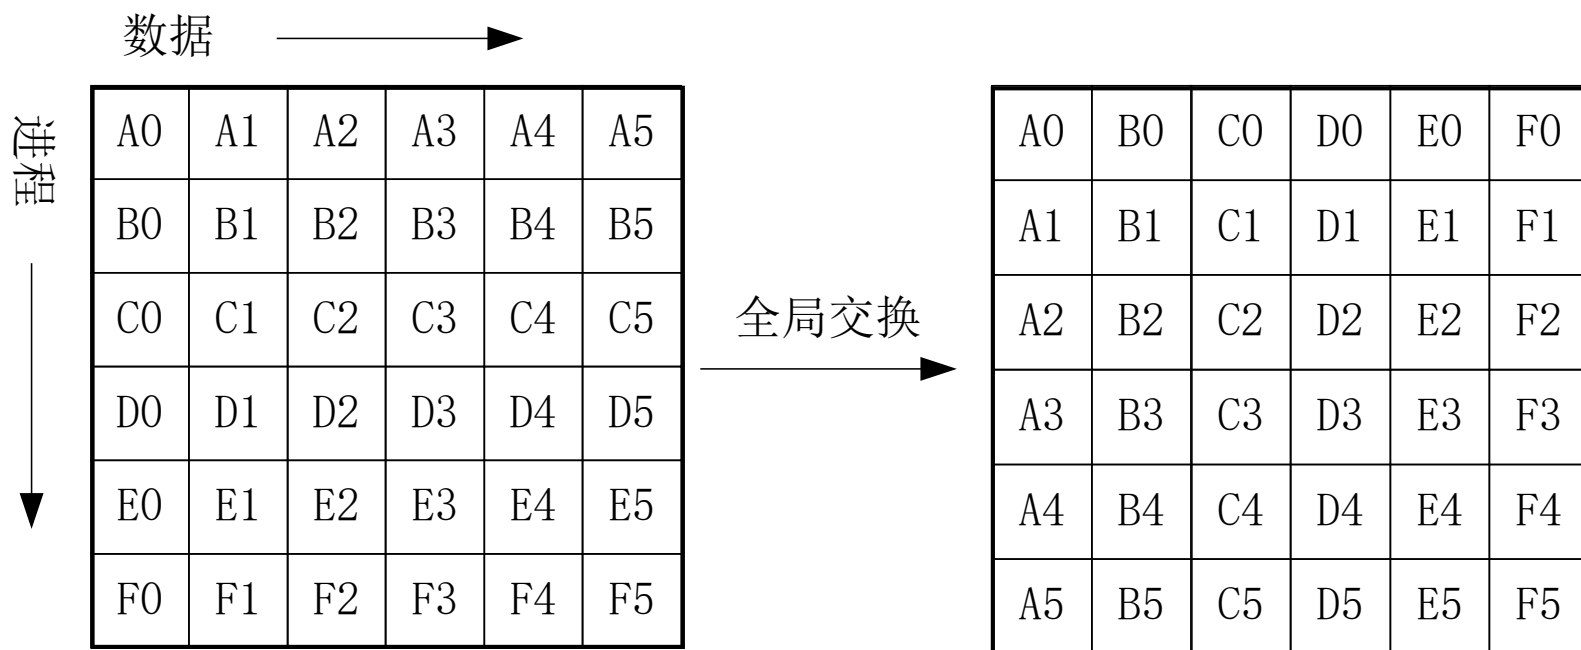 数据
进程
A0 A1 A2 A3 A4 A5
B0 B1 B2 B3 B4 B5
C0 C1 C2 C3 C4 C5
D0 D1 D2 D3 D4 D5
E0 E1 E2 E3 E4 E5
F0 F1 F2 F3 F4 F5
全局交换
A0 B0 C0 D0 E0 F0
A1 B1 C1 D1 E1 F1
A2 B2 C2 D2 E2 F2
A3 B3 C3 D3 E3 F3
A4 B4 C4 D4 E4 F4
A5 B5 C5 D5 E5 F5